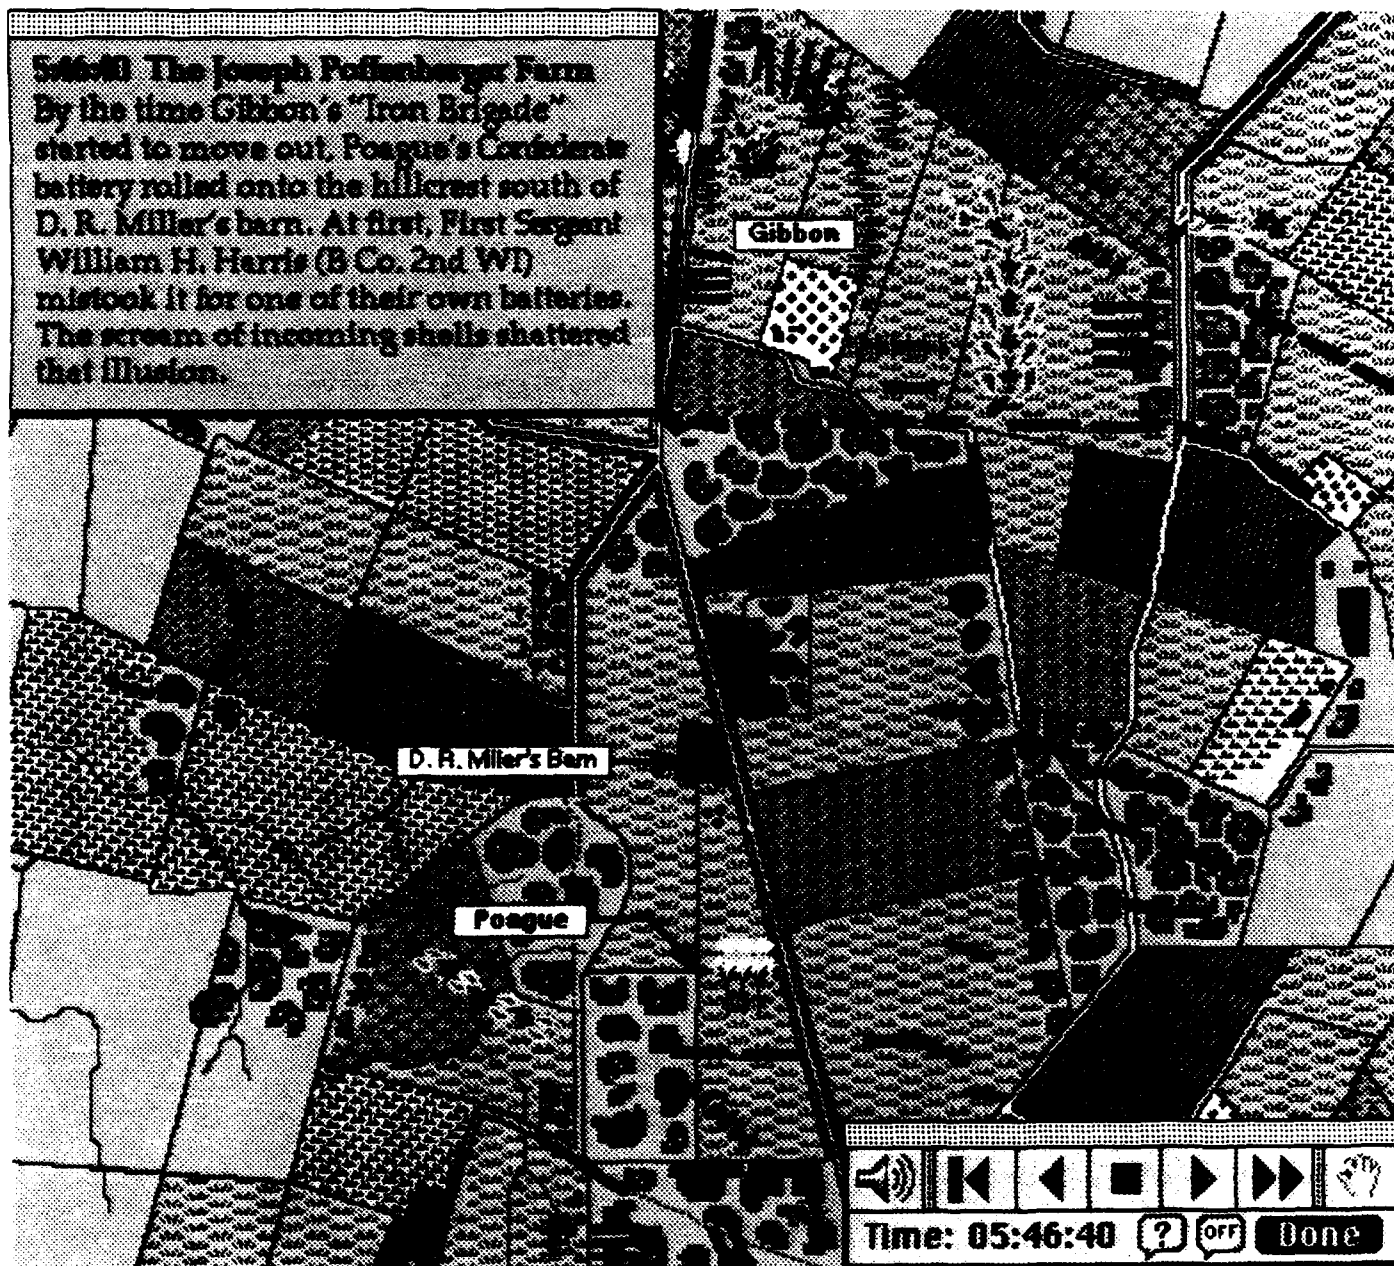 5:46:40 The Joseph Poffenberger Farm
By the time Gibbon's "Iron Brigade"
started to move out, Poague's Confederate
battery rolled onto the hillcrest south of
D. R. Miller's barn. At first, First Sergeant
William H. Harris (B Co. 2nd WI)
mistook it for one of their own batteries.
The scream of incoming shells shattered
that illusion.
Gibbon
D. R. Miller's Barn
Poague
Time: 05:46:40
?
OFF
Done